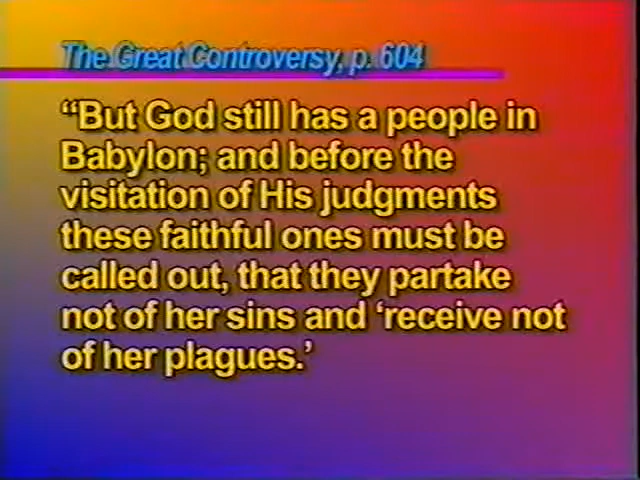 The Great Controversy, p. 604
“But God still has a people in
Babylon; and before the
visitation of His judgments
these faithful ones must be
called out, that they partake
not of her sins and ‘receive not
of her plagues.’